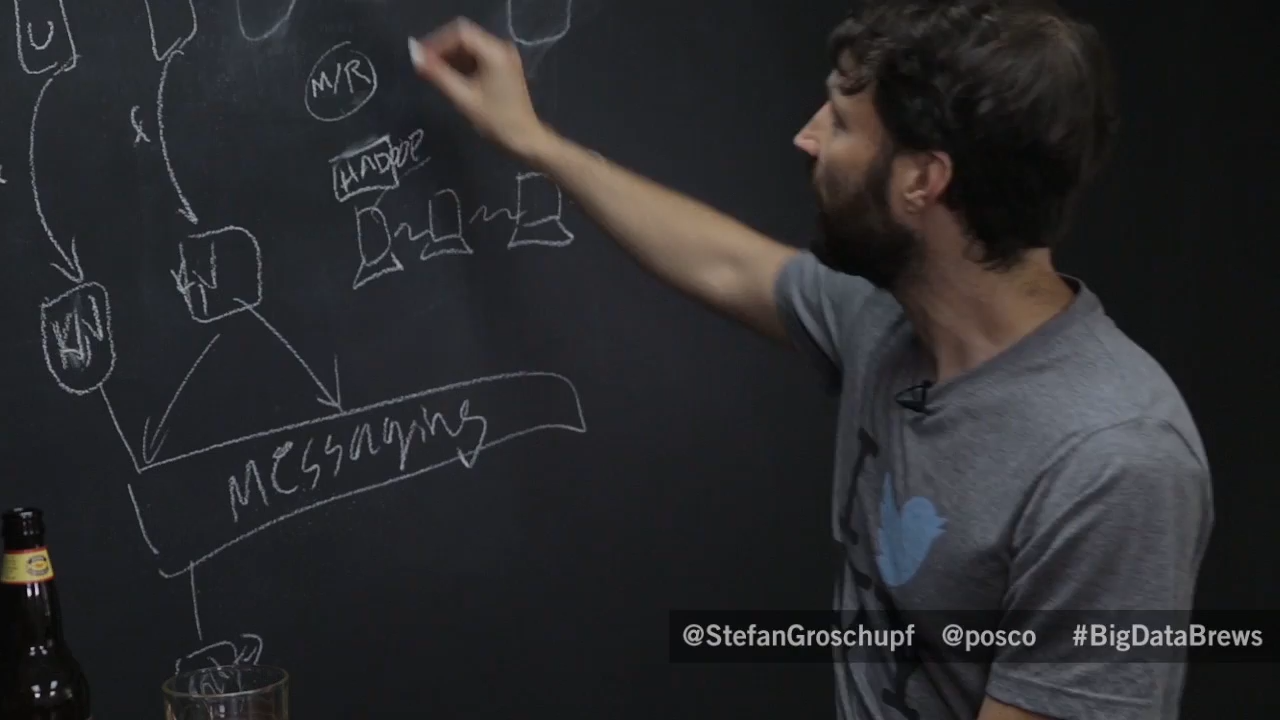 U
M/R
&
HADOOP
KV
KV
Messaging
@StefanGroschupf @posco #BigDataBrews